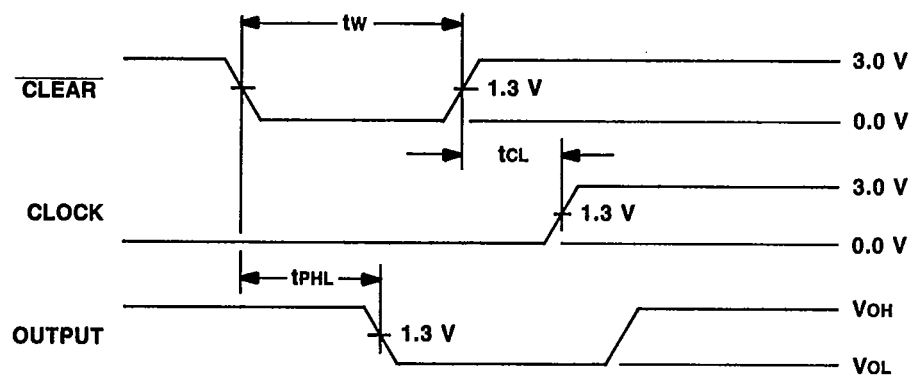 tW
3.0 V
CLEAR
1.3 V
0.0 V
tCL
3.0 V
CLOCK
1.3 V
0.0 V
tPHL
VOH
OUTPUT
1.3 V
VOL